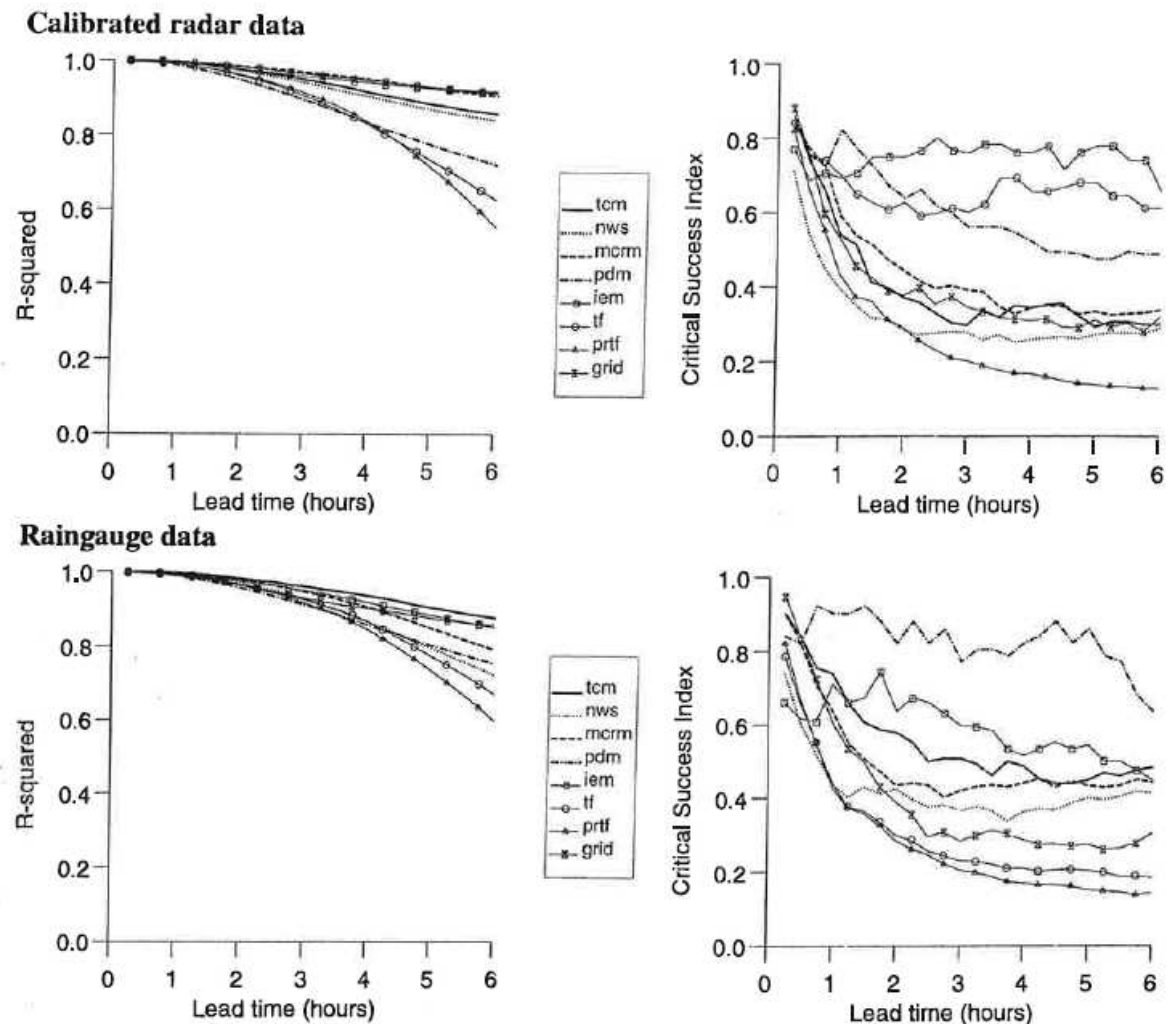 Calibrated radar data
1.0
0.8
0.6
0.4
0.2
0.0
R-squared
0 1 2 3 4 5 6
Lead time (hours)
tcm
nws
mcrm
pdm
iem
tf
prtf
grid
1.0
0.8
0.6
0.4
0.2
0.0
Critical Success Index
0 1 2 3 4 5 6
Lead time (hours)
Raingauge data
1.0
0.8
0.6
0.4
0.2
0.0
R-squared
0 1 2 3 4 5 6
Lead time (hours)
tcm
nws
mcrm
pdm
iem
tf
prtf
grid
1.0
0.8
0.6
0.4
0.2
0.0
Critical Success Index
0 1 2 3 4 5 6
Lead time (hours)